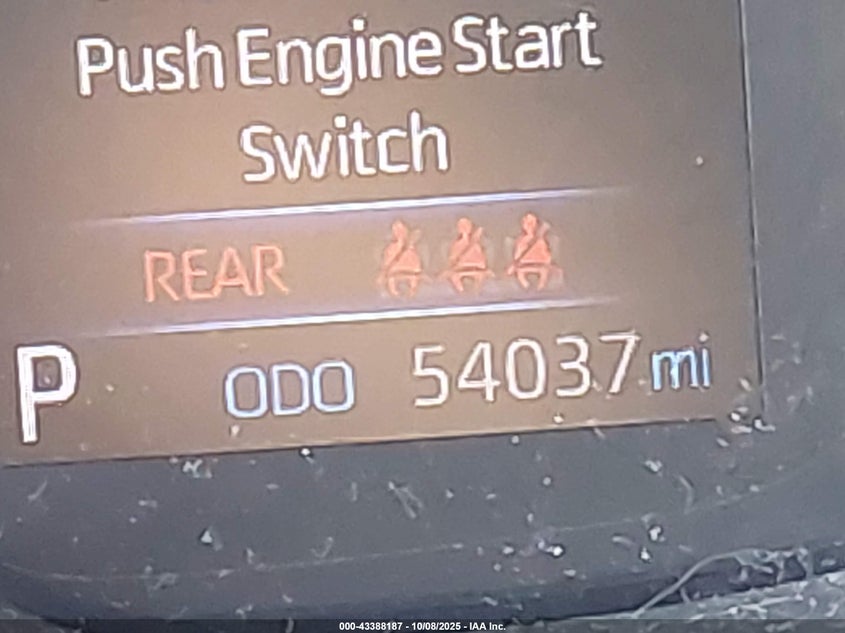 Push Engine Start
Switch
REAR
P ODO 54037 mi
000-43388187 - 10/08/2025 - IAA Inc.